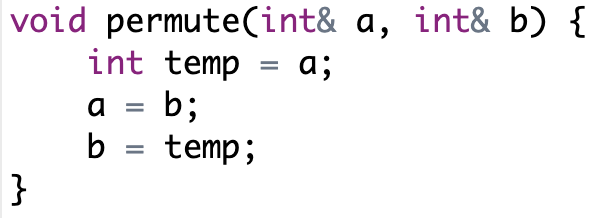 void permute(int& a, int& b) {
    int temp = a;
    a = b;
    b = temp;
}